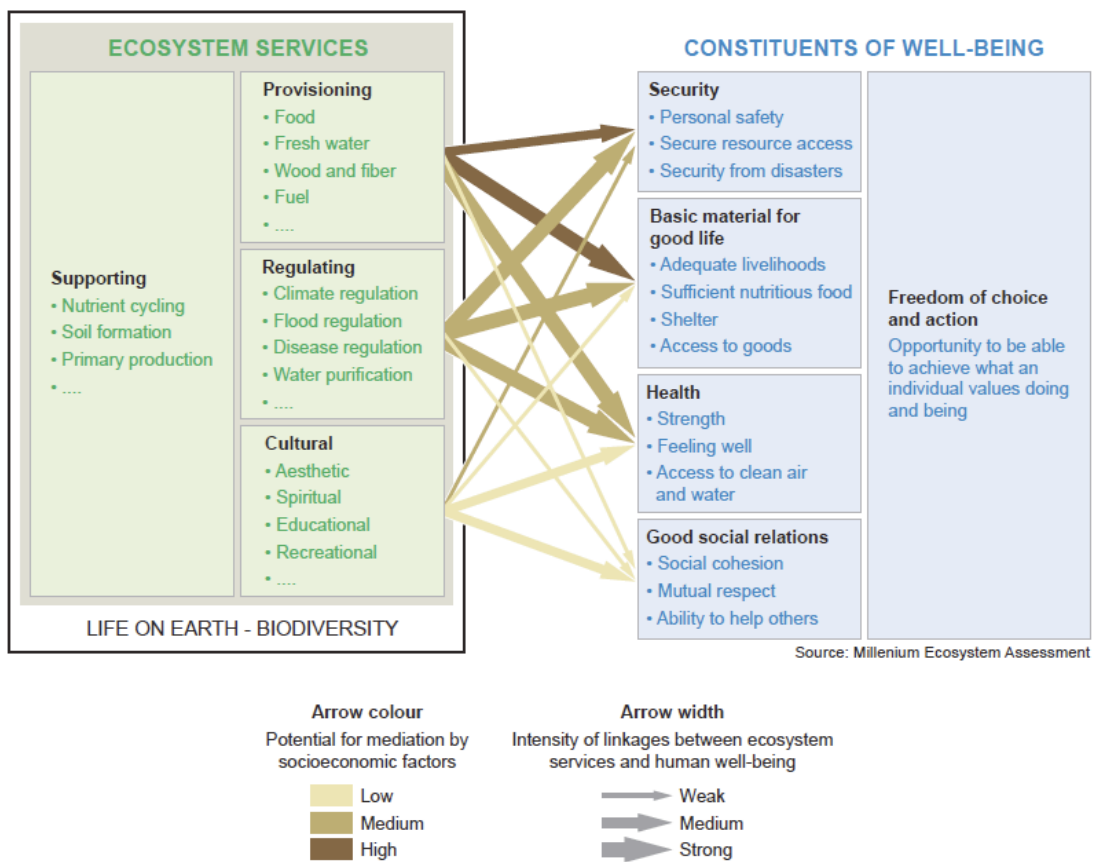 ECOSYSTEM SERVICES
Supporting
• Nutrient cycling
• Soil formation
• Primary production
• ....
Provisioning
• Food
• Fresh water
• Wood and fiber
• Fuel
• ....
Regulating
• Climate regulation
• Flood regulation
• Disease regulation
• Water purification
• ....
Cultural
• Aesthetic
• Spiritual
• Educational
• Recreational
• ....
LIFE ON EARTH - BIODIVERSITY
CONSTITUENTS OF WELL-BEING
Security
• Personal safety
• Secure resource access
• Security from disasters
Basic material for
good life
• Adequate livelihoods
• Sufficient nutritious food
• Shelter
• Access to goods
Health
• Strength
• Feeling well
• Access to clean air
and water
Good social relations
• Social cohesion
• Mutual respect
• Ability to help others
Freedom of choice
and action
Opportunity to be able
to achieve what an
individual values doing
and being
Source: Millenium Ecosystem Assessment
Arrow colour
Potential for mediation by
socioeconomic factors
Low
Medium
High
Arrow width
Intensity of linkages between ecosystem
services and human well-being
Weak
Medium
Strong